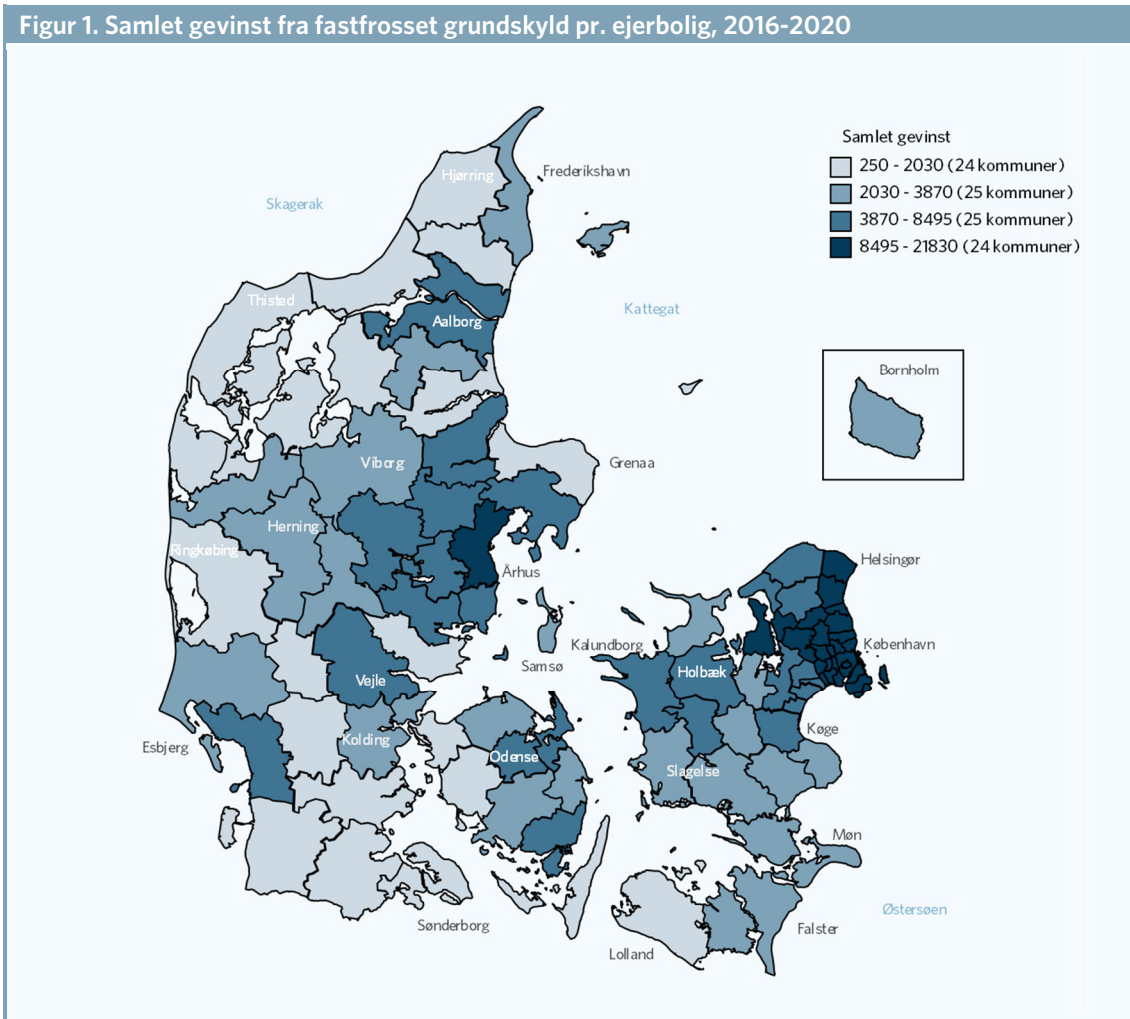 Figur 1. Samlet gevinst fra fastfrosset grundskyld pr. ejerbolig, 2016-2020
Samlet gevinst
250 - 2030 (24 kommuner)
2030 - 3870 (25 kommuner)
3870 - 8495 (25 kommuner)
8495 - 21830 (24 kommuner)
Hjørring
Frederikshavn
Skagerak
Thisted
Aalborg
Kattegat
Bornholm
Viborg
Grenaa
Herning
Ringkøbing
Århus
Helsingør
Kalundborg
København
Samsø
Holbæk
Vejle
Køge
Esbjerg
Kolding
Odense
Slagelse
Møn
Østersøen
Sønderborg
Falster
Lolland